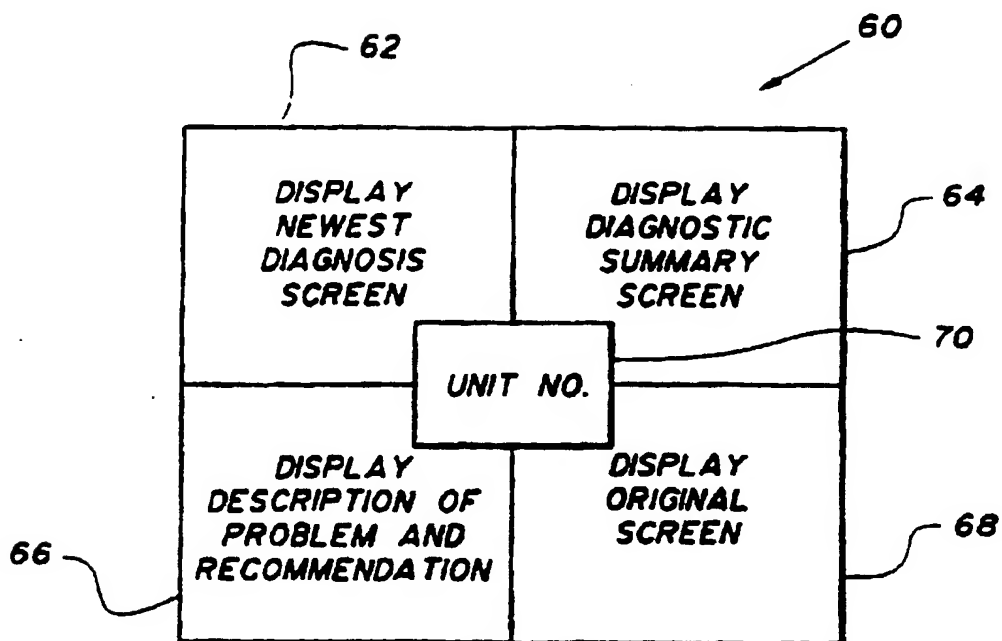 62
60
DISPLAY
NEWEST
DIAGNOSIS
SCREEN
DISPLAY
DIAGNOSTIC
SUMMARY
SCREEN
64
70
UNIT NO.
DISPLAY
DESCRIPTION OF
PROBLEM AND
RECOMMENDATION
DISPLAY
ORIGINAL
SCREEN
66
68